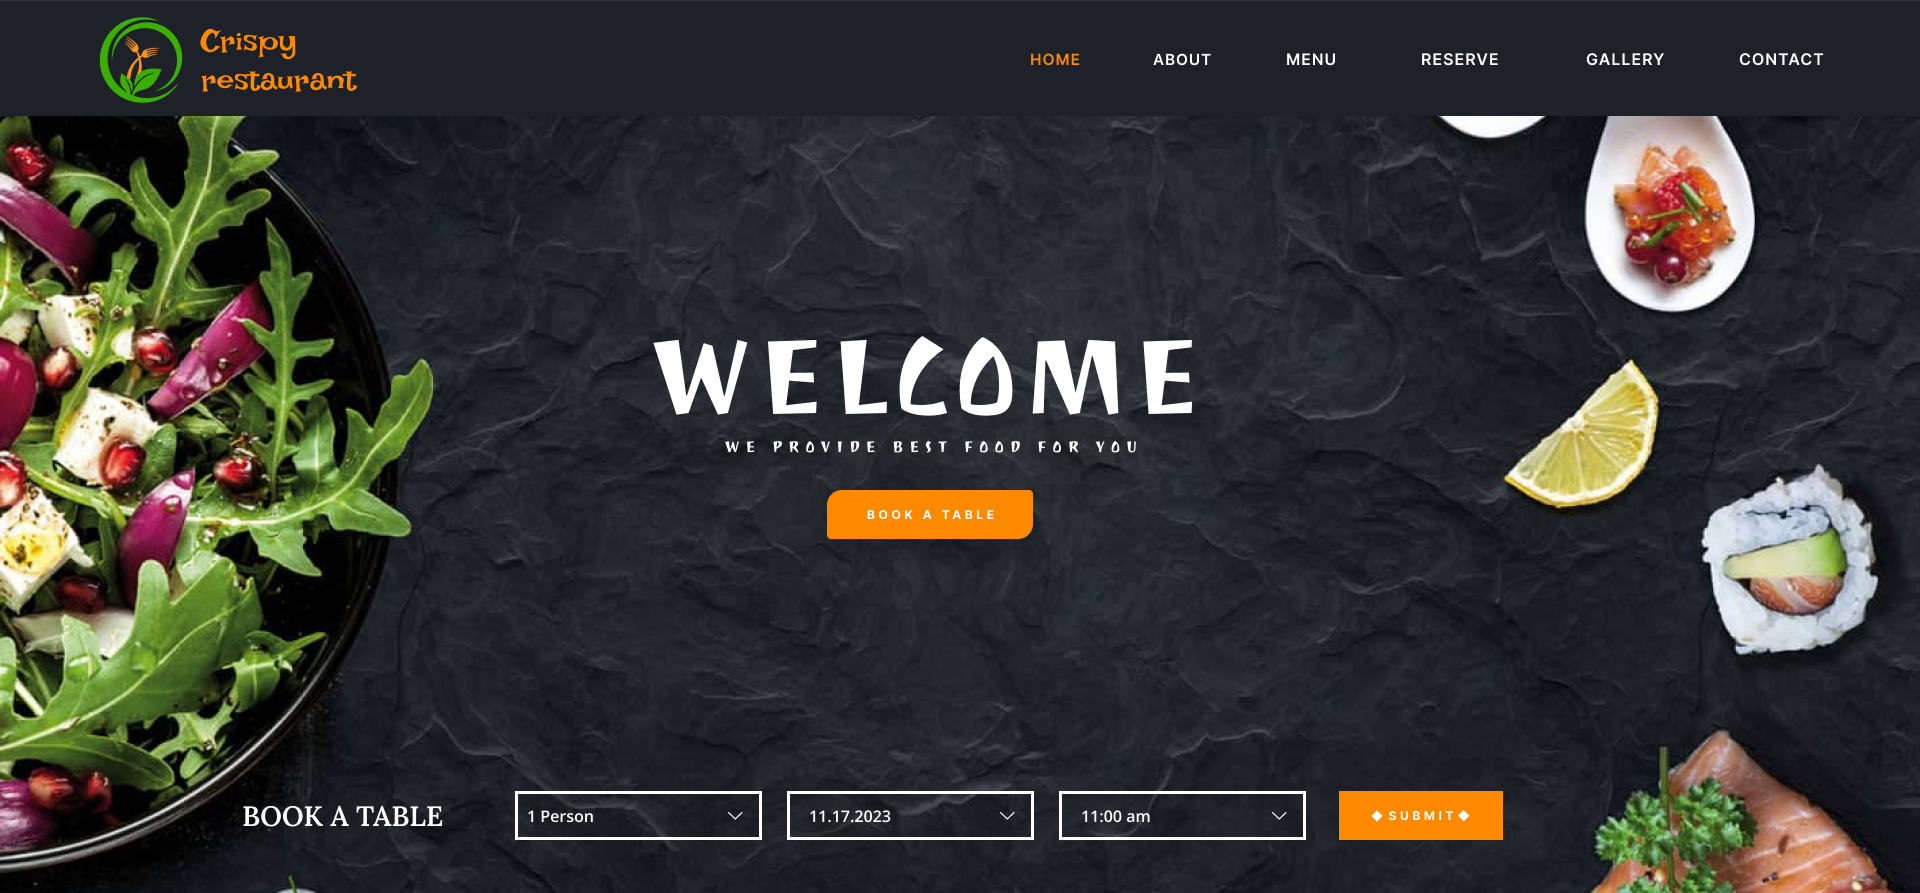 Crispy
restaurant
HOME ABOUT MENU RESERVE GALLERY CONTACT
WELCOME
WE PROVIDE BEST FOOD FOR YOU
BOOK A TABLE
BOOK A TABLE 1 Person 11.17.2023 11:00 am ◆SUBMIT◆